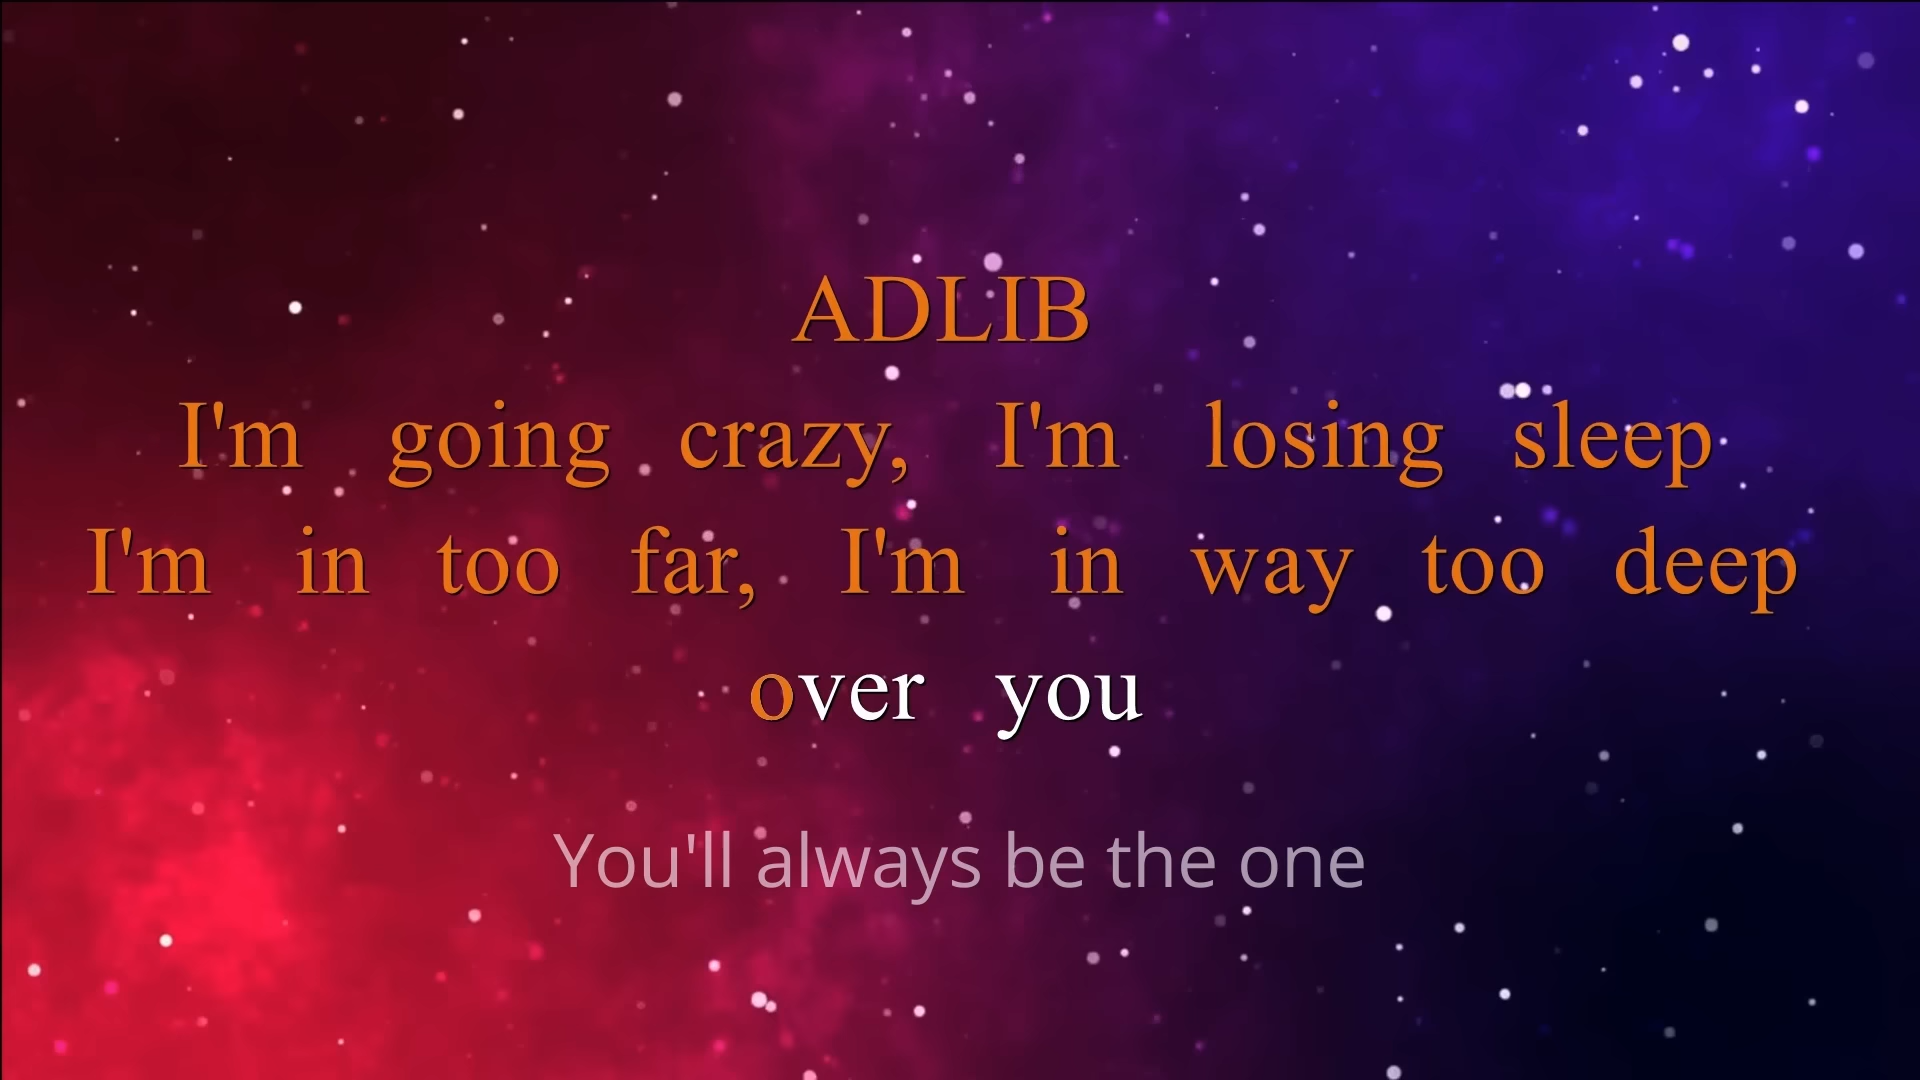 ADLIB
I'm going crazy, I'm losing sleep
I'm in too far, I'm in way too deep
over you
You'll always be the one